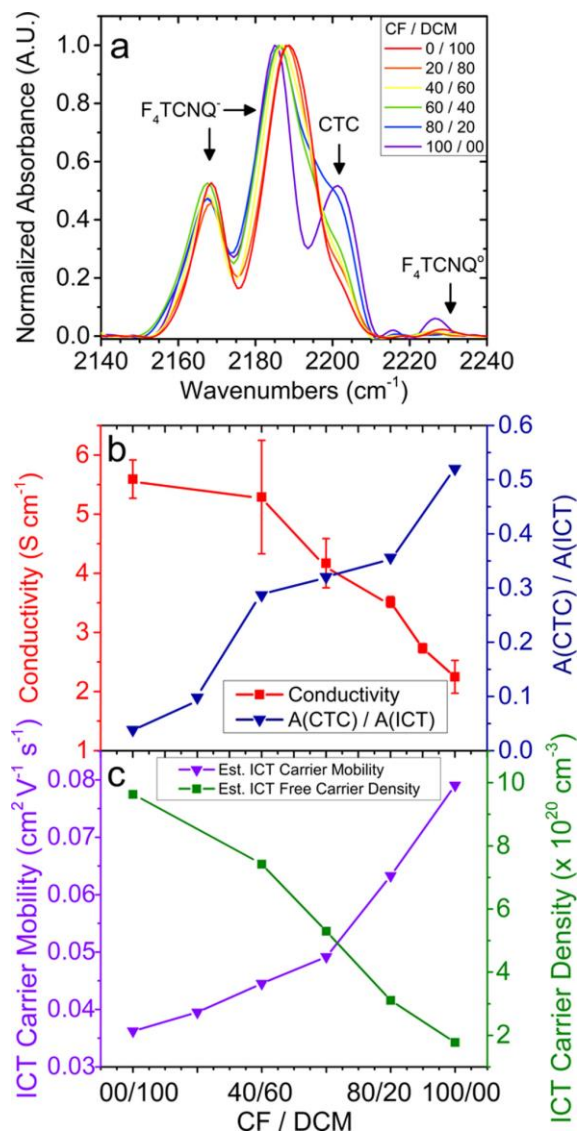 a
CF / DCM
0 / 100
20 / 80
40 / 60
60 / 40
80 / 20
100 / 00
F₄TCNQ⁻
CTC
F₄TCNQ⁰
Normalized Absorbance (A.U.)
1.0
0.8
0.6
0.4
0.2
0.0
2140 2160 2180 2200 2220 2240
Wavenumbers (cm⁻¹)
b
Conductivity (S cm⁻¹)
6
5
4
3
2
1
A(CTC) / A(ICT)
0.6
0.5
0.4
0.3
0.2
0.1
0.0
Conductivity
A(CTC) / A(ICT)
c
Est. ICT Carrier Mobility
Est. ICT Free Carrier Density
ICT Carrier Mobility (cm² V⁻¹ s⁻¹)
0.08
0.07
0.06
0.05
0.04
0.03
ICT Carrier Density (x 10²⁰ cm⁻³)
10
8
6
4
2
00/100 40/60 80/20 100/00
CF / DCM